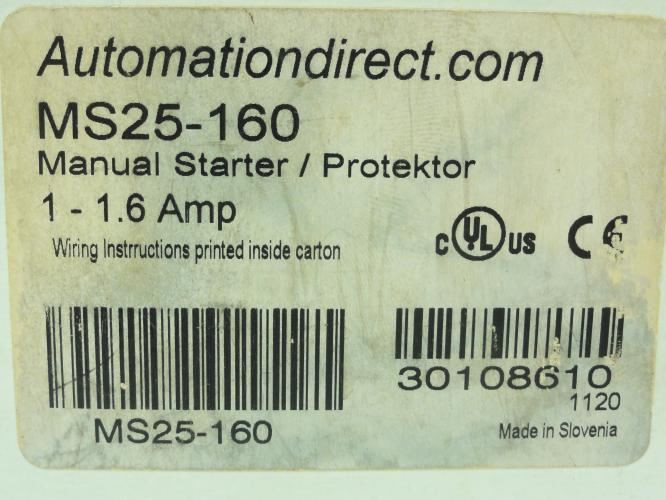 Automationdirect.com
MS25-160
Manual Starter / Protektor
1 - 1.6 Amp
Wiring Instrructions printed inside carton
C UL US CE
MS25-160
30108610
1120
Made in Slovenia